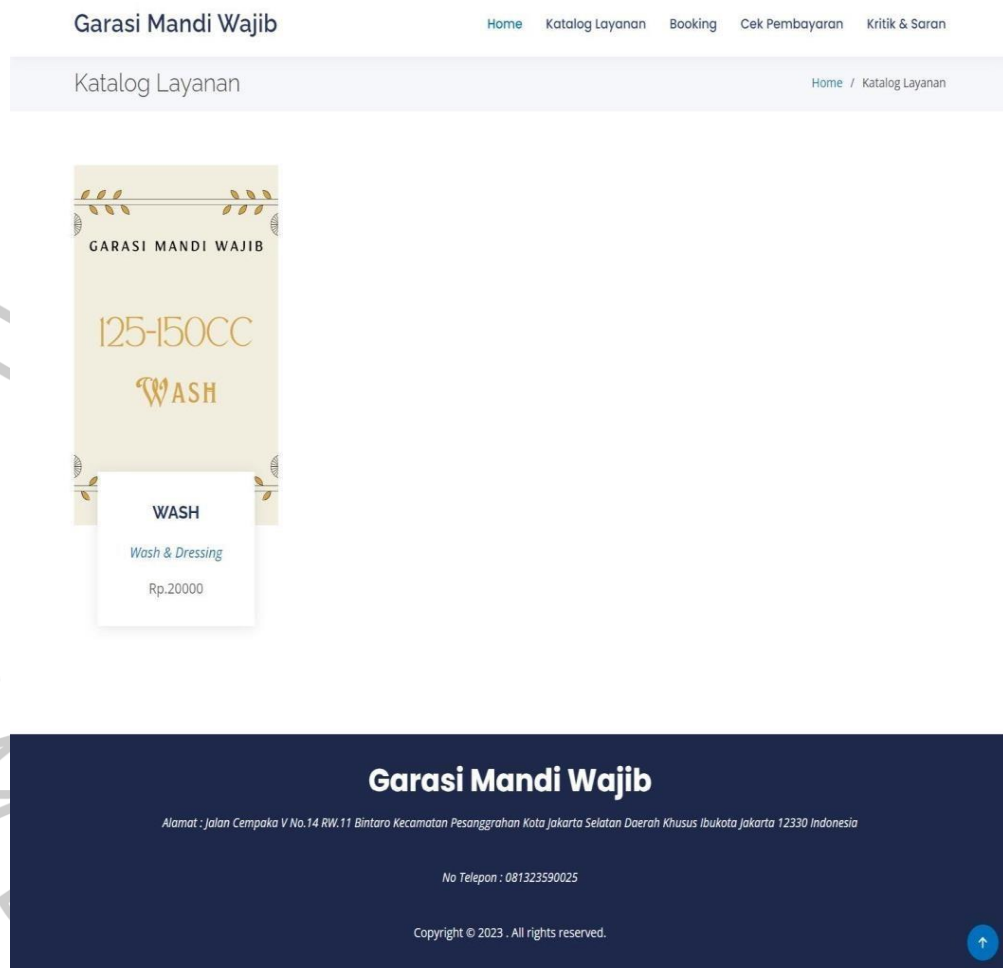 Garasi Mandi Wajib
Home Katalog Layanan Booking Cek Pembayaran Kritik & Saran
Katalog Layanan
Home / Katalog Layanan
GARASI MANDI WAJIB
125-150CC
WASH
WASH
Wash & Dressing
Rp.20000
Garasi Mandi Wajib
Alamat : Jalan Cempaka V No.14 RW.11 Bintaro Kecamatan Pesanggrahan Kota Jakarta Selatan Daerah Khusus Ibukota Jakarta 12330 Indonesia
No Telepon : 081323590025
Copyright © 2023 . All rights reserved.